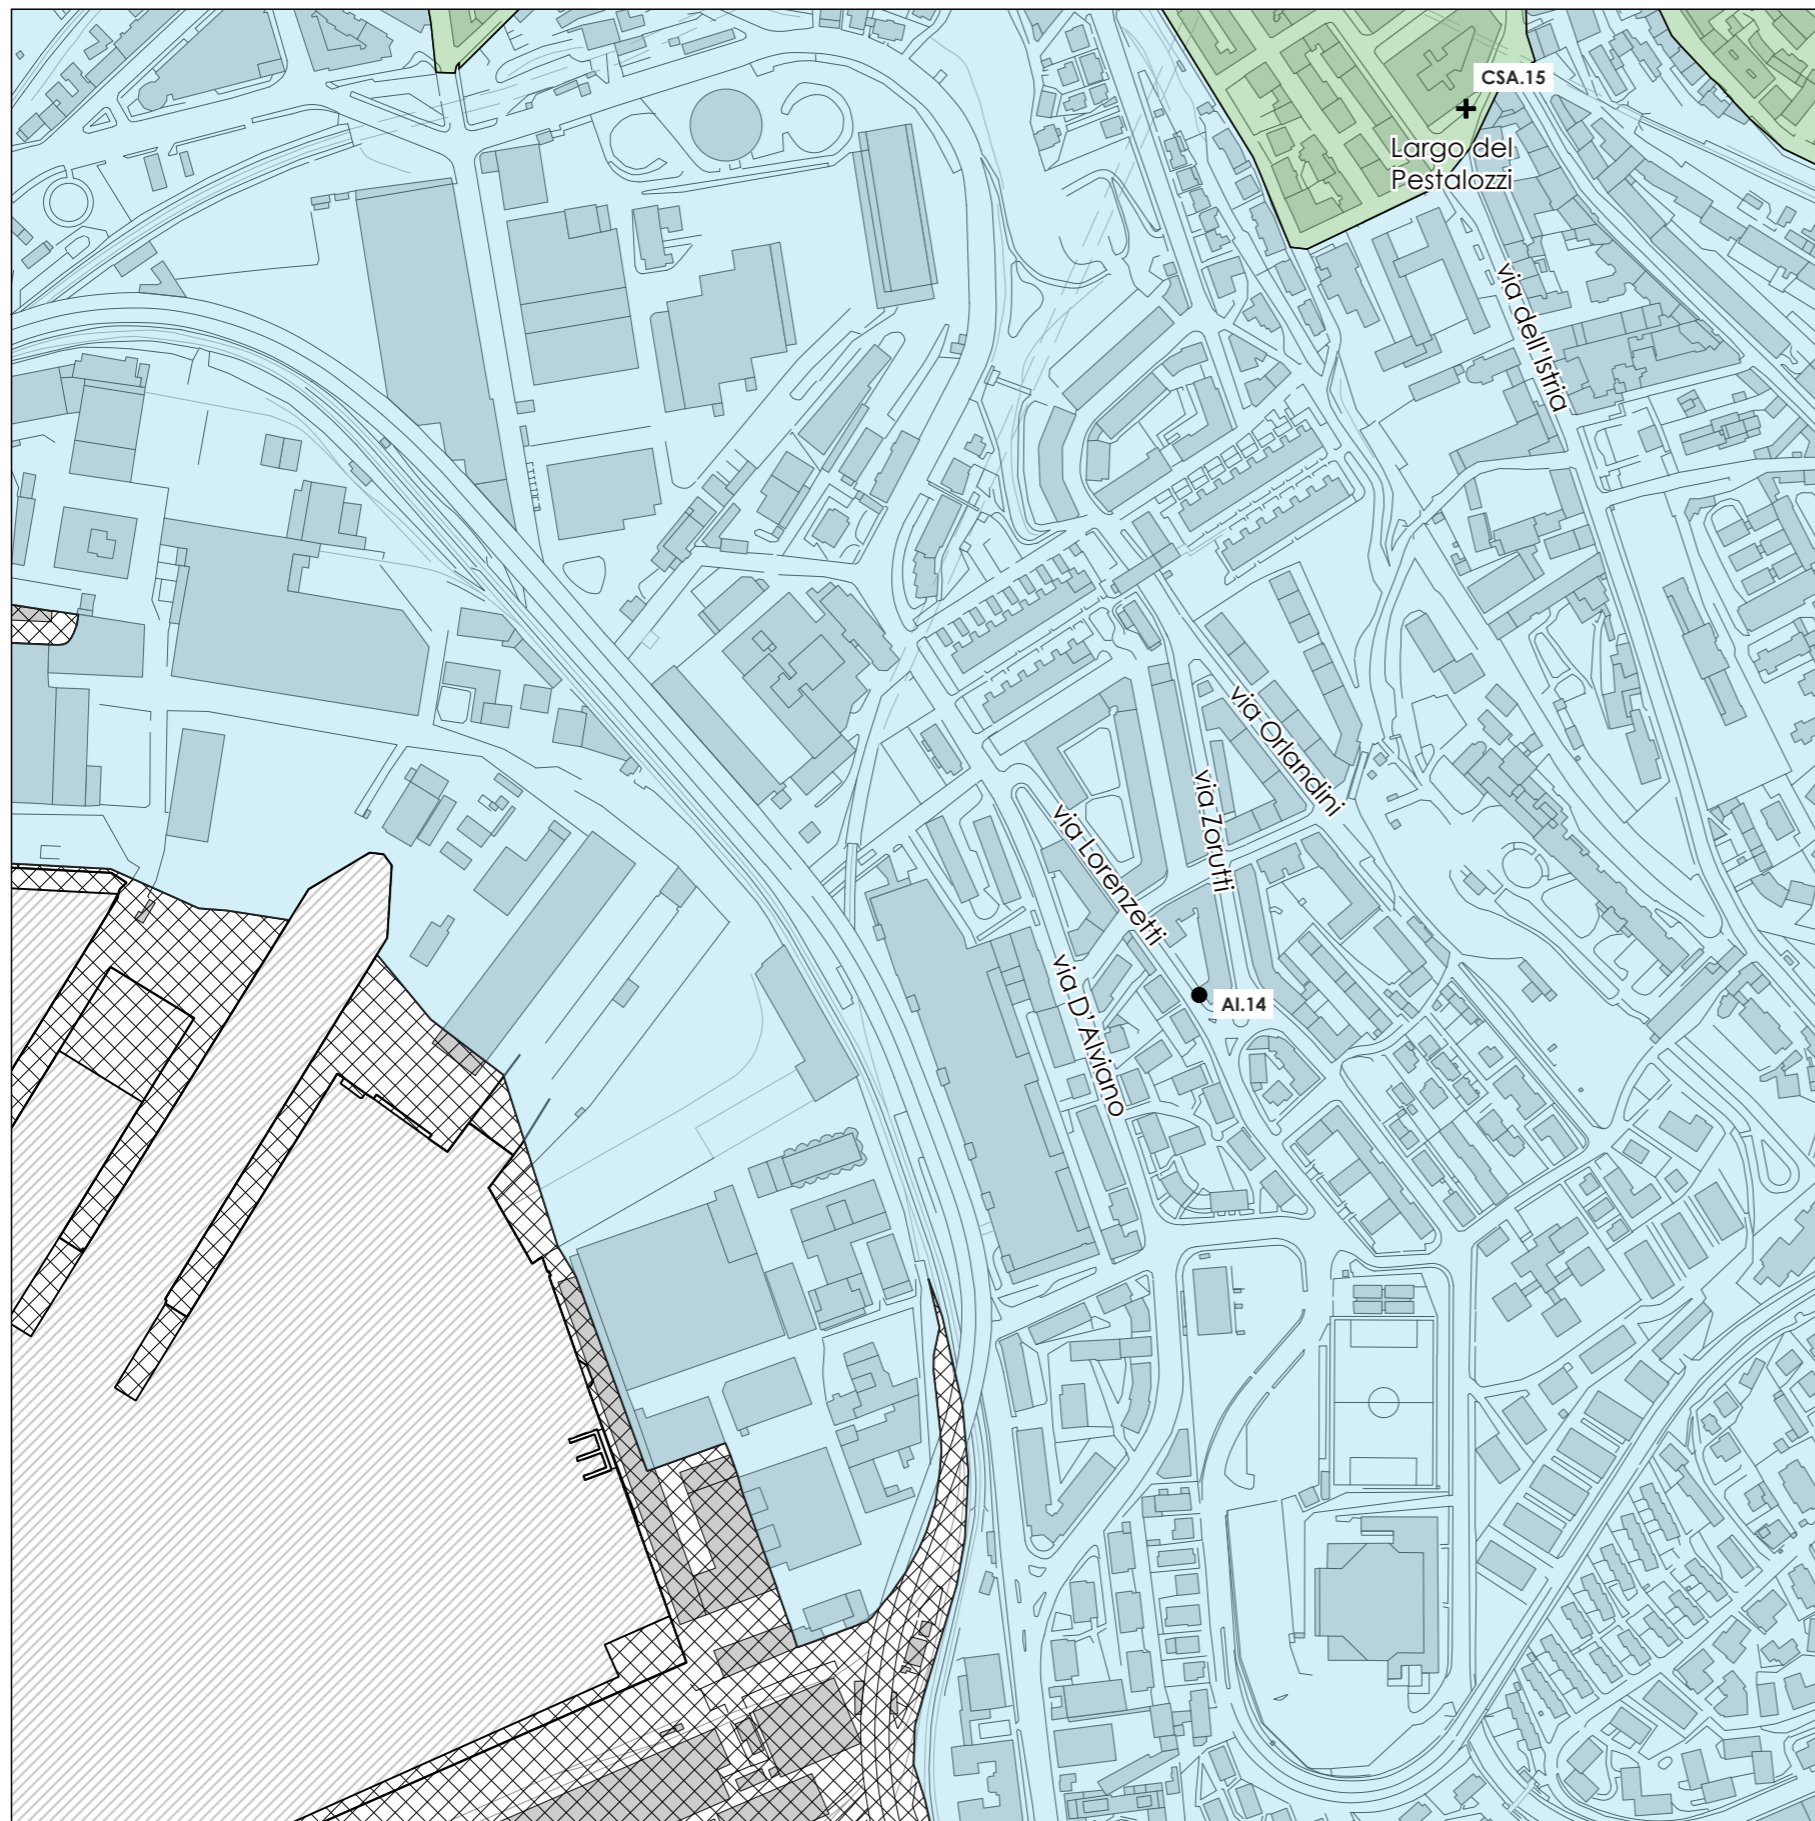 CSA.15
Largo del
Pestalozzi
via dell'Istria
via Orlandini
via Zorutti
via Lorenzetti
via D'Alviano
AI.14